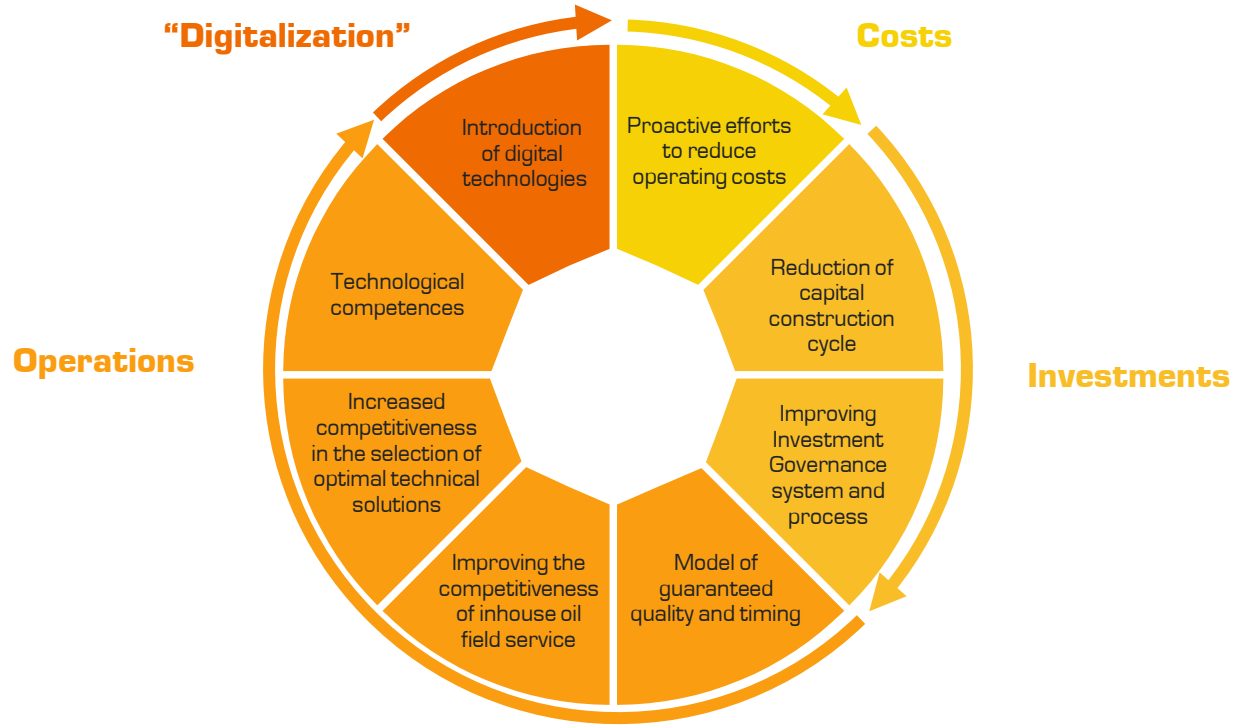 “Digitalization”
Costs
Introduction
of digital
technologies
Proactive efforts
to reduce
operating costs
Technological
competences
Reduction of
capital
construction
cycle
Operations
Investments
Increased
competitiveness
in the selection of
optimal technical
solutions
Improving
Investment
Governance
system and
process
Improving the
competitiveness
of inhouse oil
field service
Model of
guaranteed
quality and timing